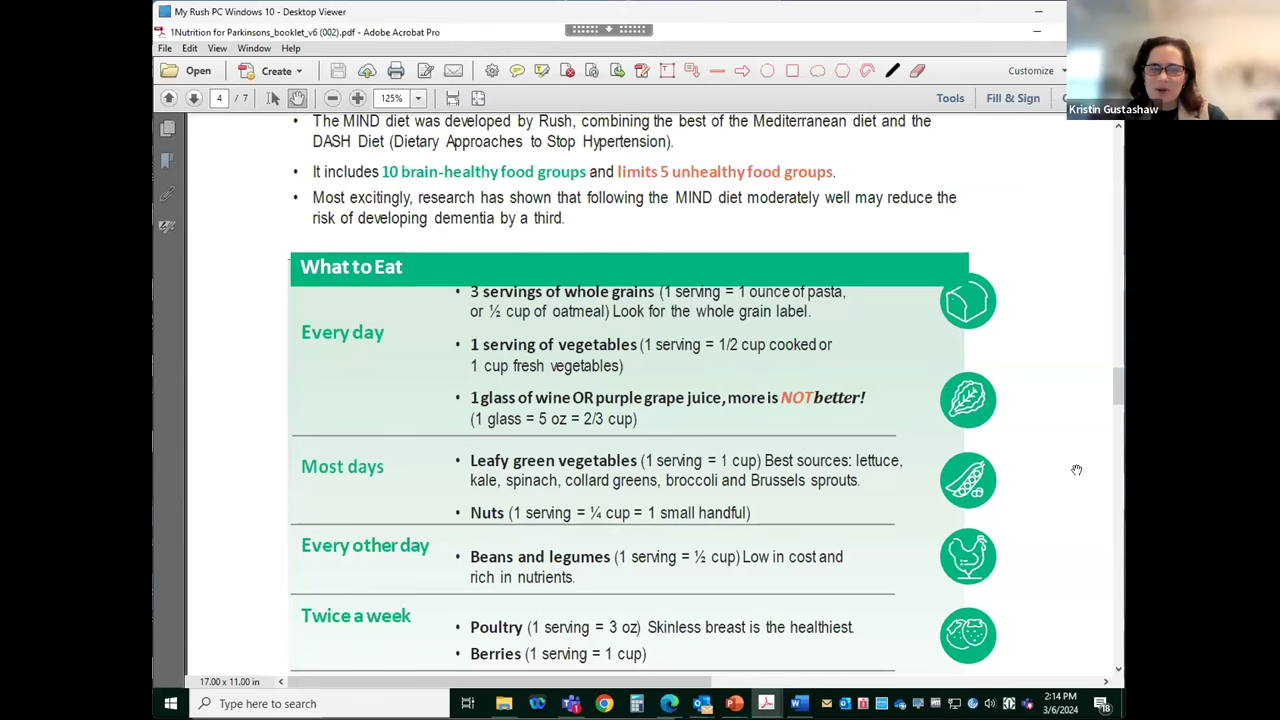 My Rush PC Windows 10 - Desktop Viewer
1Nutrition for Parkinsons_booklet_v6 (002).pdf - Adobe Acrobat Pro
File Edit View Window Help
Open Create Customize
4 / 7 125% Tools Fill & Sign
Kristin Gustashaw
• The MIND diet was developed by Rush, combining the best of the Mediterranean diet and the
DASH Diet (Dietary Approaches to Stop Hypertension).
• It includes 10 brain-healthy food groups and limits 5 unhealthy food groups.
• Most excitingly, research has shown that following the MIND diet moderately well may reduce the
risk of developing dementia by a third.
What to Eat
Every day
• 3 servings of whole grains (1 serving = 1 ounce of pasta,
or ½ cup of oatmeal) Look for the whole grain label.
• 1 serving of vegetables (1 serving = 1/2 cup cooked or
1 cup fresh vegetables)
• 1 glass of wine OR purple grape juice, more is NOT better!
(1 glass = 5 oz = 2/3 cup)
Most days
• Leafy green vegetables (1 serving = 1 cup) Best sources: lettuce,
kale, spinach, collard greens, broccoli and Brussels sprouts.
• Nuts (1 serving = ¼ cup = 1 small handful)
Every other day
• Beans and legumes (1 serving = ½ cup) Low in cost and
rich in nutrients.
Twice a week
• Poultry (1 serving = 3 oz) Skinless breast is the healthiest.
• Berries (1 serving = 1 cup)
17.00 x 11.00 in
Type here to search
2:14 PM
3/6/2024
18